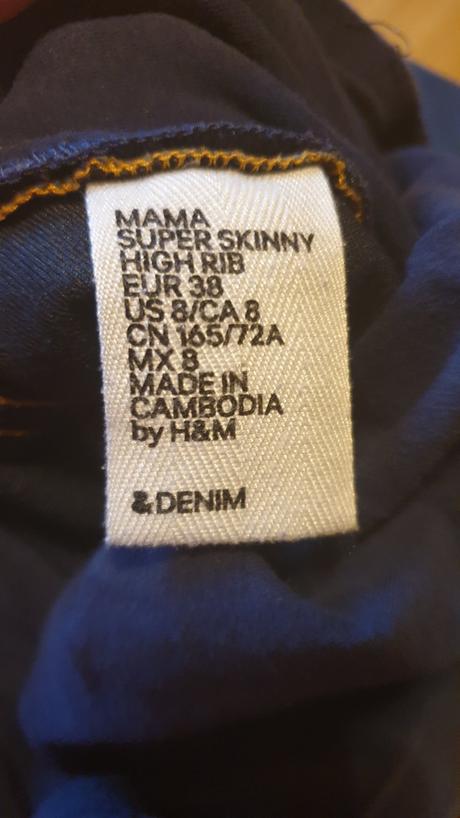 MAMA
SUPER SKINNY
HIGH RIB
EUR 38
US 8/CA 8
CN 165/72A
MX 8
MADE IN
CAMBODIA
by H&M
&DENIM